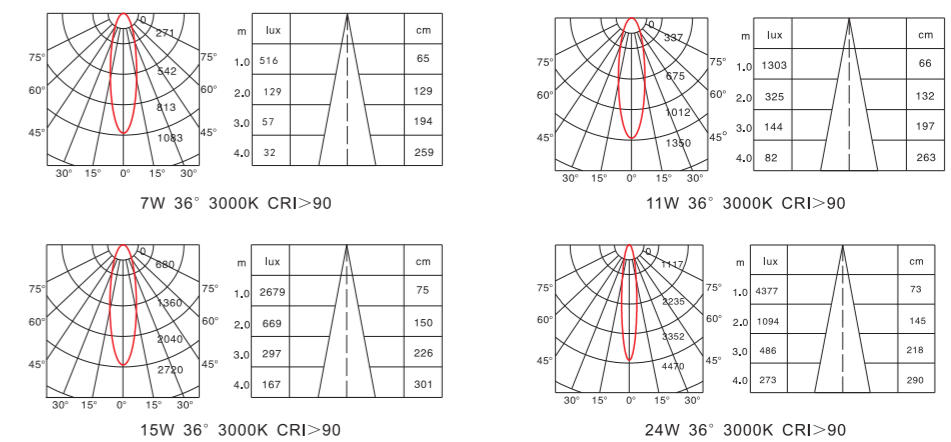 0
271
542
813
1083
75° 75°
60° 60°
45° 45°
30° 15° 0° 15° 30°
m lux cm
1.0 516 65
2.0 129 129
3.0 57 194
4.0 32 259
7W 36° 3000K CRI>90
0
337
675
1012
1350
75° 75°
60° 60°
45° 45°
30° 15° 0° 15° 30°
m lux cm
1.0 1303 66
2.0 325 132
3.0 144 197
4.0 82 263
11W 36° 3000K CRI>90
0
680
1360
2040
2720
75° 75°
60° 60°
45° 45°
30° 15° 0° 15° 30°
m lux cm
1.0 2679 75
2.0 669 150
3.0 297 226
4.0 167 301
15W 36° 3000K CRI>90
0
1117
2235
3352
4470
75° 75°
60° 60°
45° 45°
30° 15° 0° 15° 30°
m lux cm
1.0 4377 73
2.0 1094 145
3.0 486 218
4.0 273 290
24W 36° 3000K CRI>90